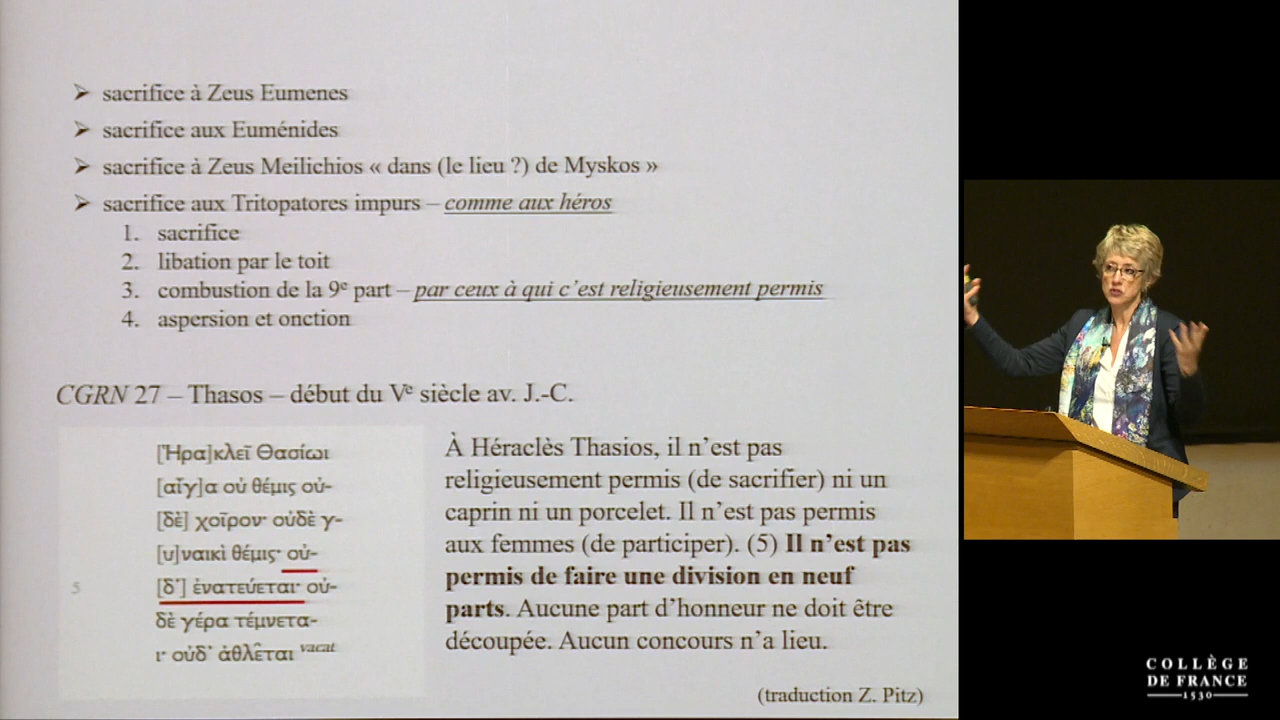 ➢ sacrifice à Zeus Eumenes
➢ sacrifice aux Euménides
➢ sacrifice à Zeus Meilichios « dans (le lieu ?) de Myskos »
➢ sacrifice aux Tritopatores impurs – comme aux héros
1. sacrifice
2. libation par le toit
3. combustion de la 9e part – par ceux à qui c’est religieusement permis
4. aspersion et onction
CGRN 27 – Thasos – début du Ve siècle av. J.-C.
[Ἡρα]κλεῖ Θασίωι
[αἶγ]α οὐ θέμις οὐ-
[δὲ] χοῖρον· οὐδὲ γ-
[υ]ναικὶ θέμις· οὐ-
5 [δ’] ἐνατεύεται· οὐ-
δὲ γέρα τέμνετα-
ι· οὐδ’ ἀθλε̑ται vacat
À Héraclès Thasios, il n’est pas
religieusement permis (de sacrifier) ni un
caprin ni un porcelet. Il n’est pas permis
aux femmes (de participer). (5) Il n’est pas
permis de faire une division en neuf
parts. Aucune part d’honneur ne doit être
découpée. Aucun concours n’a lieu.
(traduction Z. Pitz)
COLLÈGE
DE FRANCE
1530